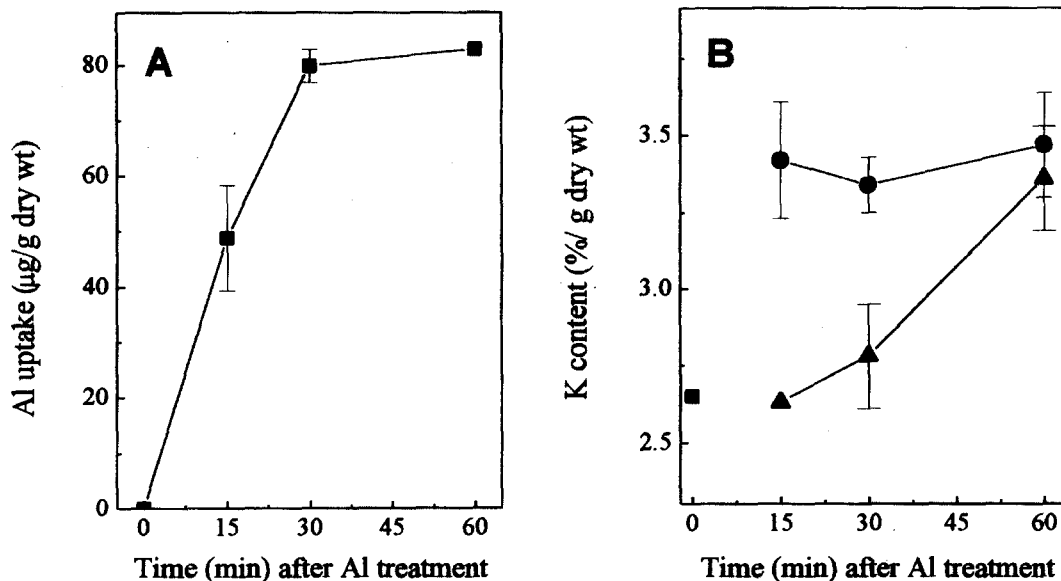 A
80
60
40
20
0
Al uptake (μg/g dry wt)
0 15 30 45 60
Time (min) after Al treatment
B
3.5
3.0
2.5
K content (%/ g dry wt)
0 15 30 45 60
Time (min) after Al treatment